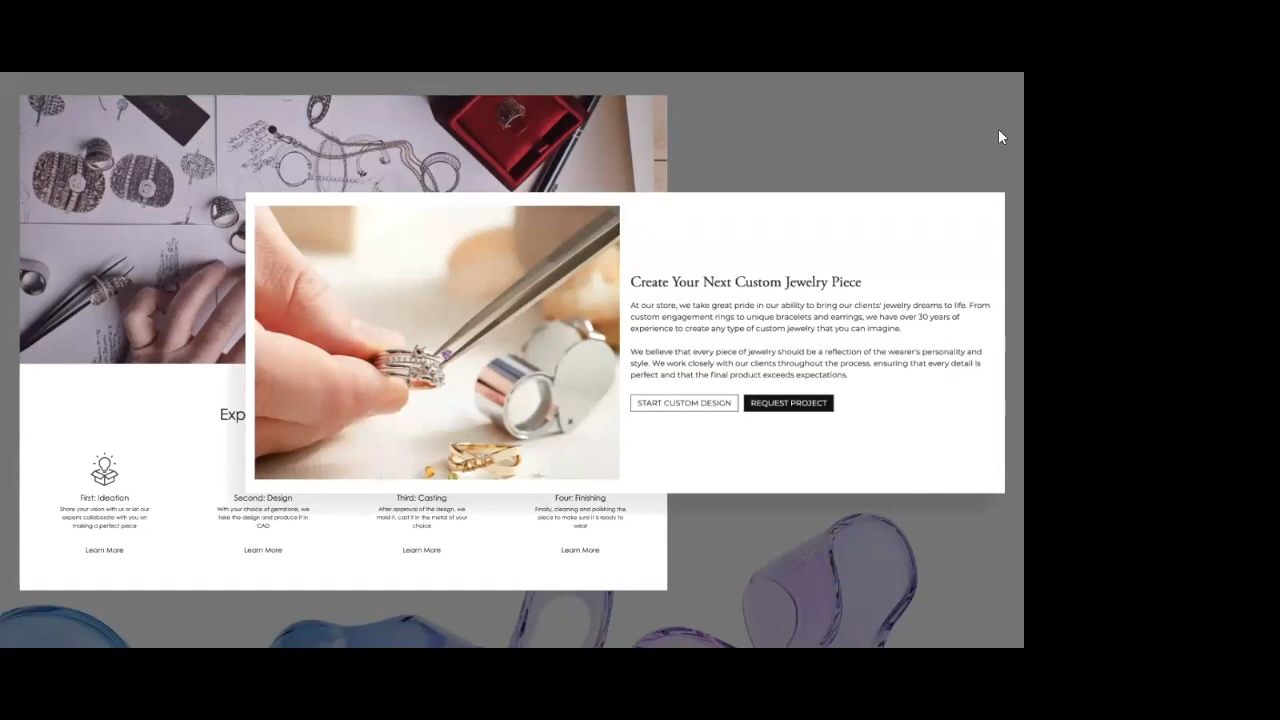 Create Your Next Custom Jewelry Piece
At our store, we take great pride in our ability to bring our clients' jewelry dreams to life. From
custom engagement rings to unique bracelets and earrings, we have over 30 years of
experience to create any type of custom jewelry that you can imagine.
We believe that every piece of jewelry should be a reflection of the wearer's personality and
style. We work closely with our clients throughout the process, ensuring that every detail is
perfect and that the final product exceeds expectations.
START CUSTOM DESIGN
REQUEST PROJECT
Exp
First: Ideation
Share your vision with us or let our
experts collaborate with you on
making a perfect piece
Learn More
Second: Design
With your choice of gemstone, we
take the design and produce it in
CAD
Learn More
Third: Casting
After approval of the design, we
mold it, cast it in the metal of your
choice
Learn More
Four: Finishing
Finally, cleaning and polishing the
piece to make sure it is ready to
wear
Learn More